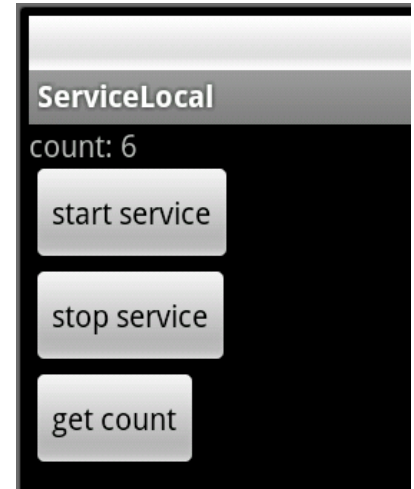 ServiceLocal
count: 6
start service
stop service
get count